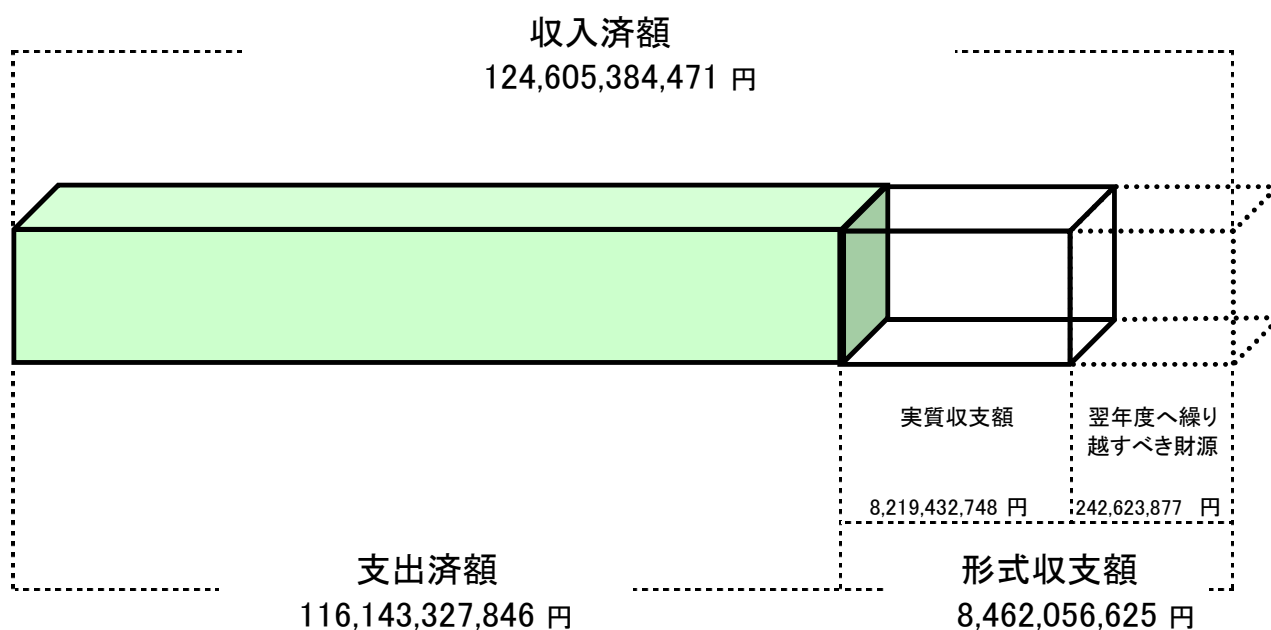 収入済額
124,605,384,471 円
実質収支額
翌年度へ繰り
越すべき財源
8,219,432,748 円
242,623,877 円
支出済額
116,143,327,846 円
形式収支額
8,462,056,625 円